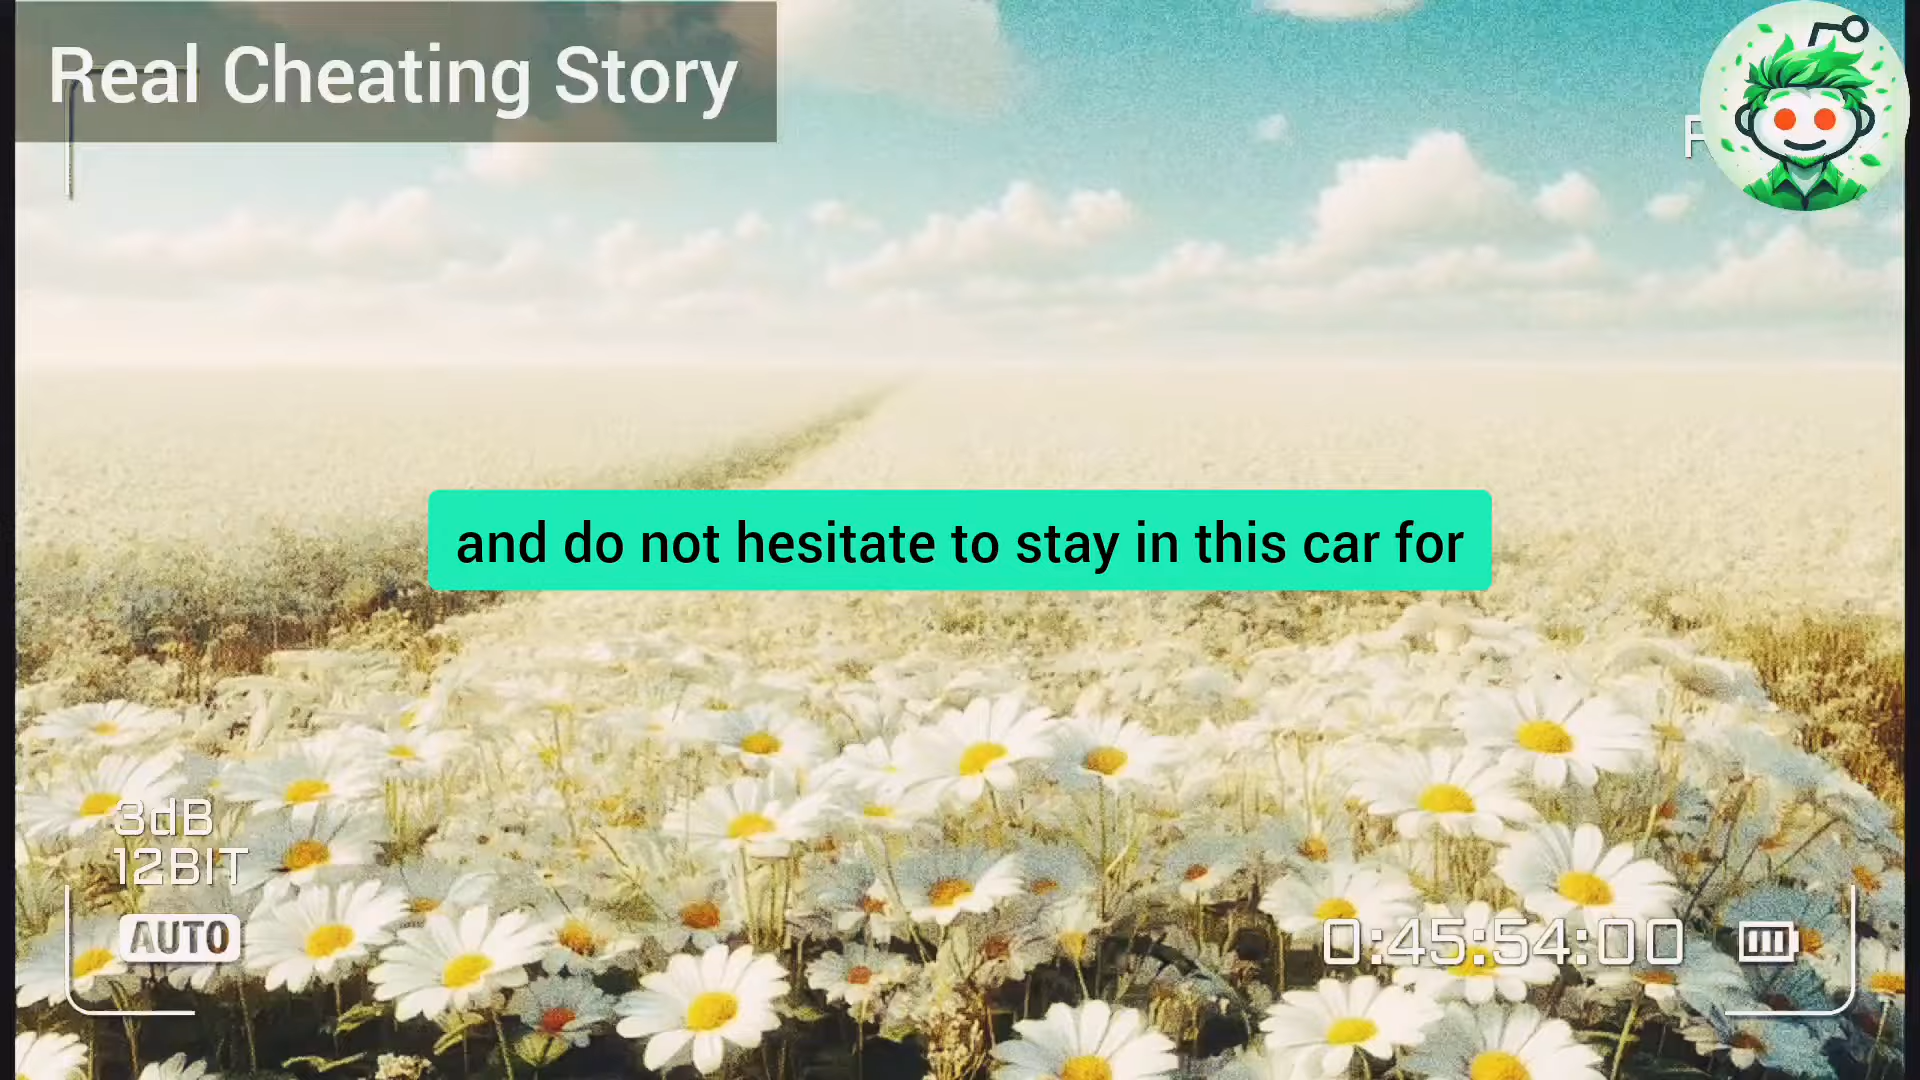 Real Cheating Story
and do not hesitate to stay in this car for
3dB
12BIT
AUTO
0:45:54:00